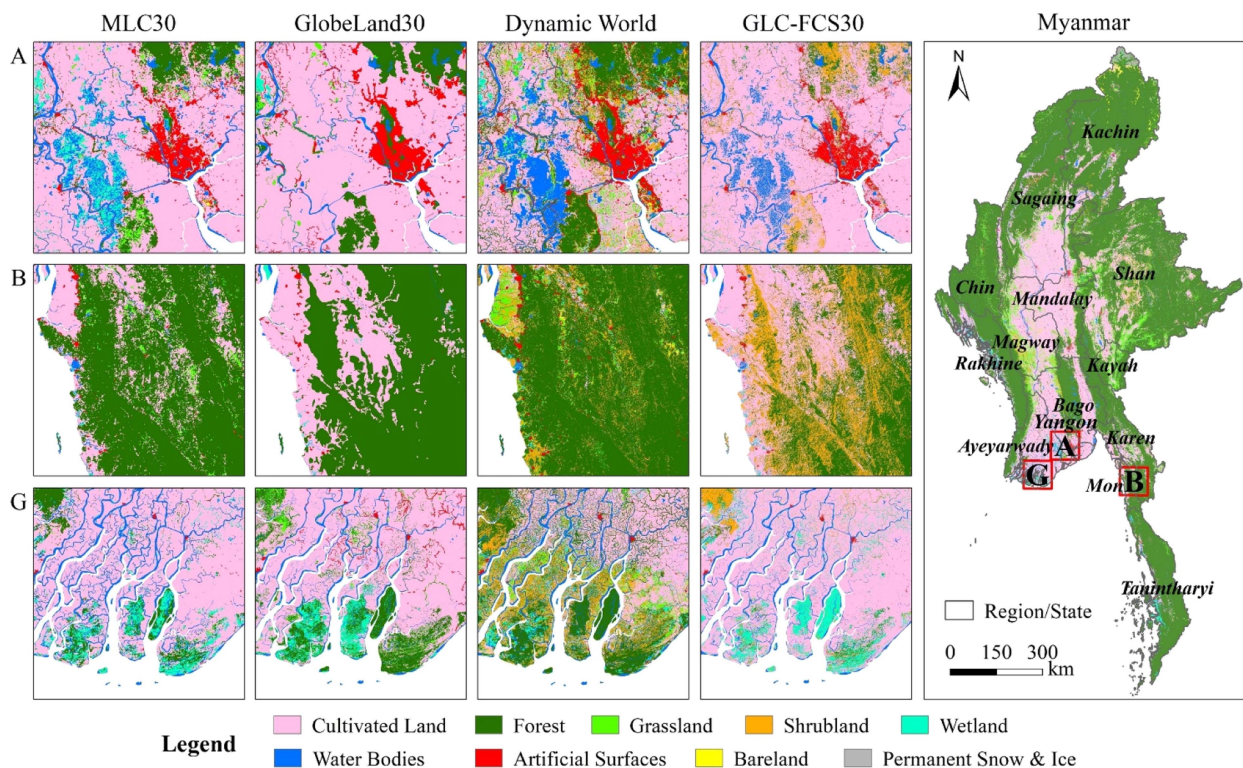 MLC30 GlobeLand30 Dynamic World GLC-FCS30 Myanmar
A
B
G
N
Kachin
Sagaing
Chin
Shan
Mandalay
Magway
Rakhine
Kayah
Bago
Yangon
Ayeyarwady
Karen
A
G
Mon
B
Tanintharyi
Region/State
0 150 300
km
Legend
Cultivated Land Forest Grassland Shrubland Wetland
Water Bodies Artificial Surfaces Bareland Permanent Snow & Ice